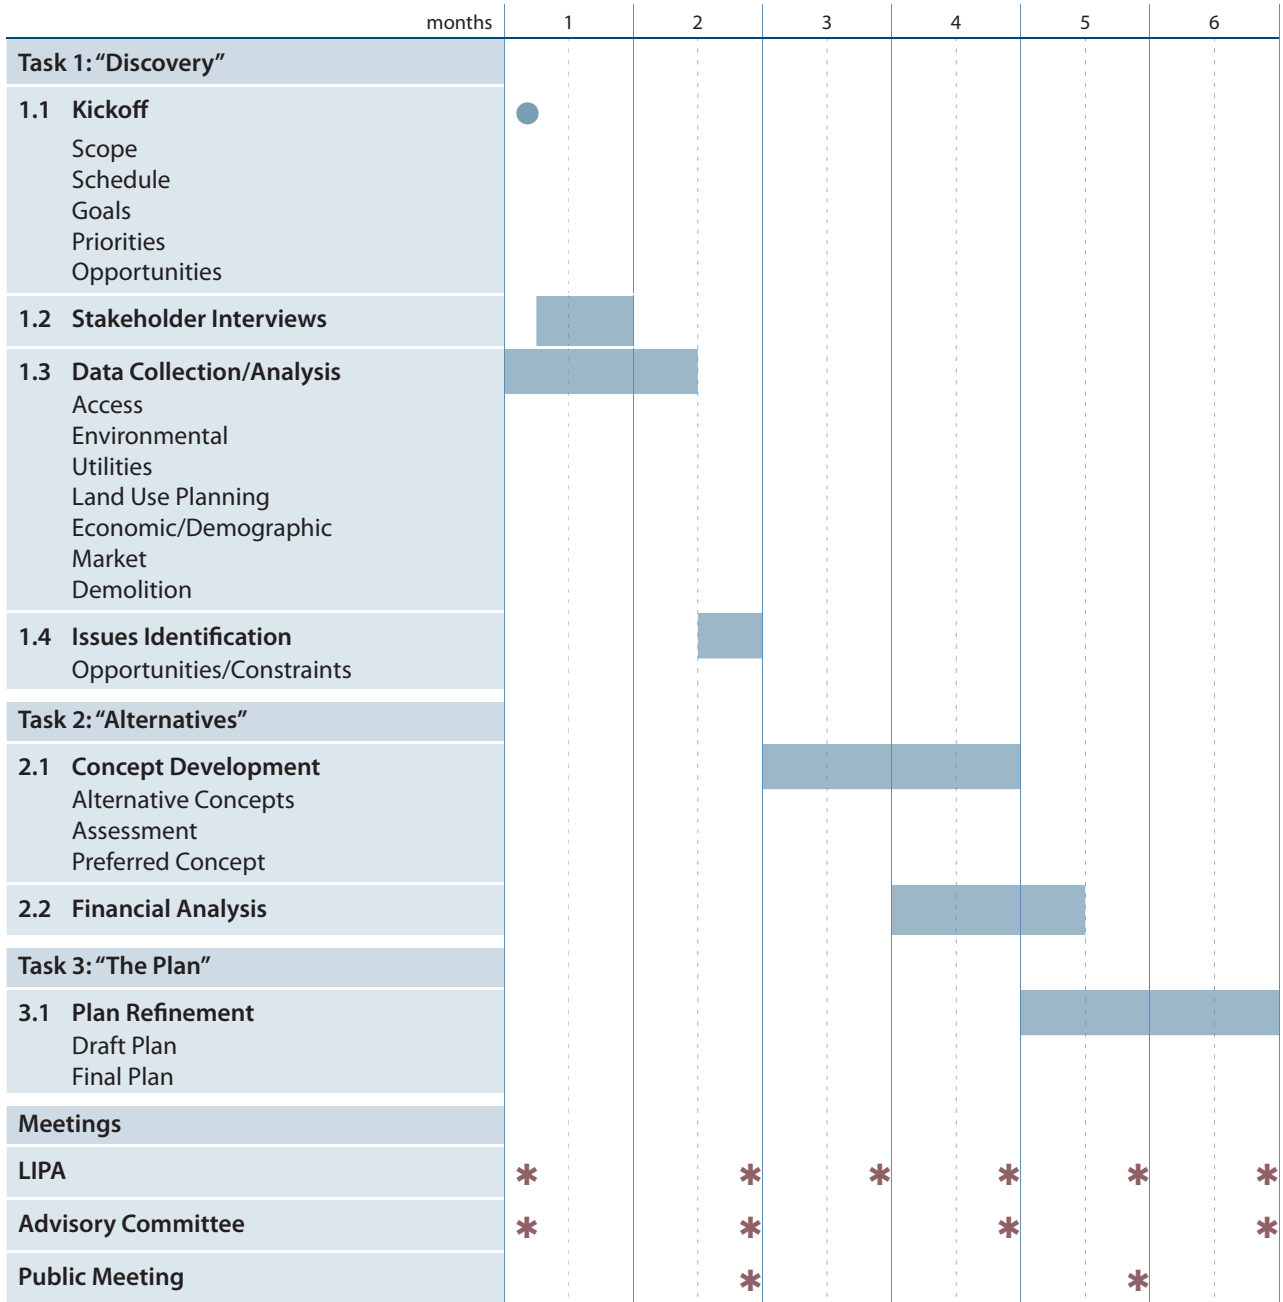 months 1 2 3 4 5 6
Task 1: “Discovery”
1.1 Kickoff
Scope
Schedule
Goals
Priorities
Opportunities
1.2 Stakeholder Interviews
1.3 Data Collection/Analysis
Access
Environmental
Utilities
Land Use Planning
Economic/Demographic
Market
Demolition
1.4 Issues Identification
Opportunities/Constraints
Task 2: “Alternatives”
2.1 Concept Development
Alternative Concepts
Assessment
Preferred Concept
2.2 Financial Analysis
Task 3: “The Plan”
3.1 Plan Refinement
Draft Plan
Final Plan
Meetings
LIPA * * * * * *
Advisory Committee * * * *
Public Meeting * *